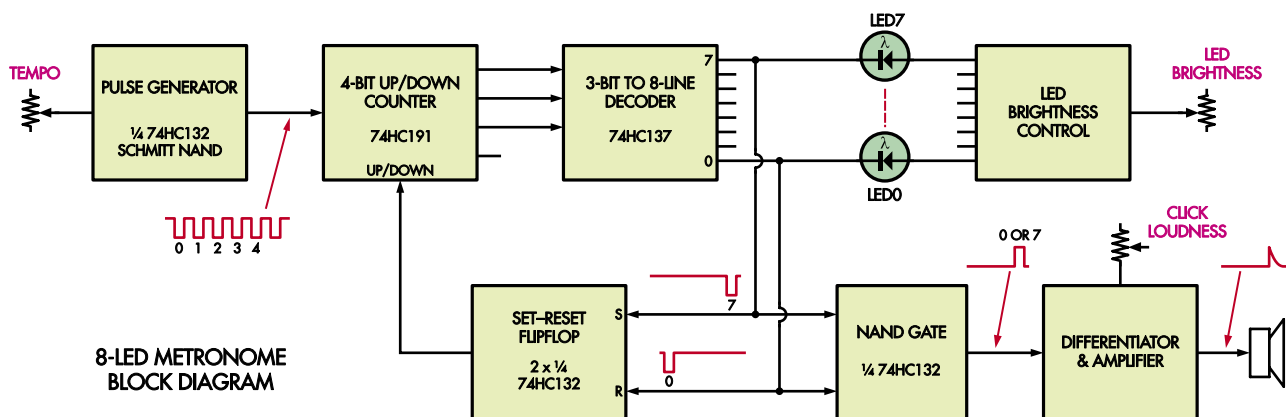 TEMPO
PULSE GENERATOR
¼ 74HC132
SCHMITT NAND
0 1 2 3 4
4-BIT UP/DOWN
COUNTER
74HC191
UP/DOWN
3-BIT TO 8-LINE
DECODER
74HC137
7
0
LED7
λ
λ
LED0
LED
BRIGHTNESS
CONTROL
LED
BRIGHTNESS
8-LED METRONOME
BLOCK DIAGRAM
SET–RESET
FLIPFLOP
2 x ¼
74HC132
S
R
7
0
NAND GATE
¼ 74HC132
0 OR 7
CLICK
LOUDNESS
DIFFERENTIATOR
& AMPLIFIER